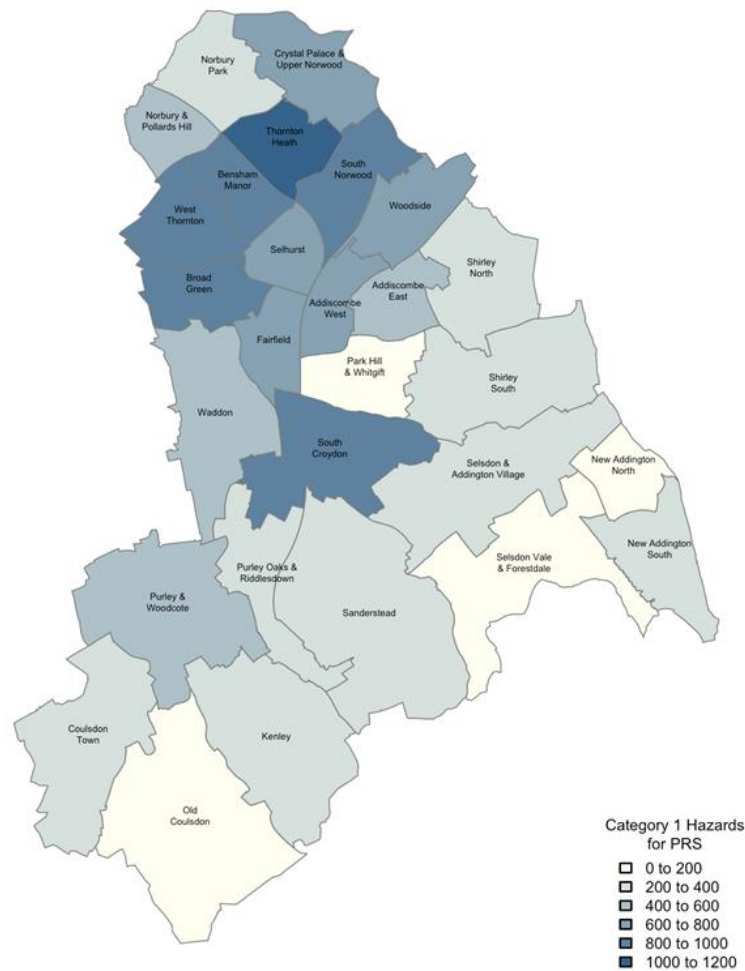 Norbury
Park
Crystal Palace &
Upper Norwood
Norbury &
Pollards Hill
Thornton
Heath
Bensham
Manor
South
Norwood
West
Thornton
Woodside
Selhurst
Shirley
North
Broad
Green
Addiscombe
West
Addiscombe
East
Fairfield
Park Hill
& Whitgift
Shirley
South
Waddon
South
Croydon
Selsdon &
Addington Village
New Addington
North
New Addington
South
Selsdon Vale
& Forestdale
Purley Oaks &
Riddlesdown
Purley &
Woodcote
Sanderstead
Coulsdon
Town
Kenley
Old
Coulsdon
Category 1 Hazards
for PRS
0 to 200
200 to 400
400 to 600
600 to 800
800 to 1000
1000 to 1200